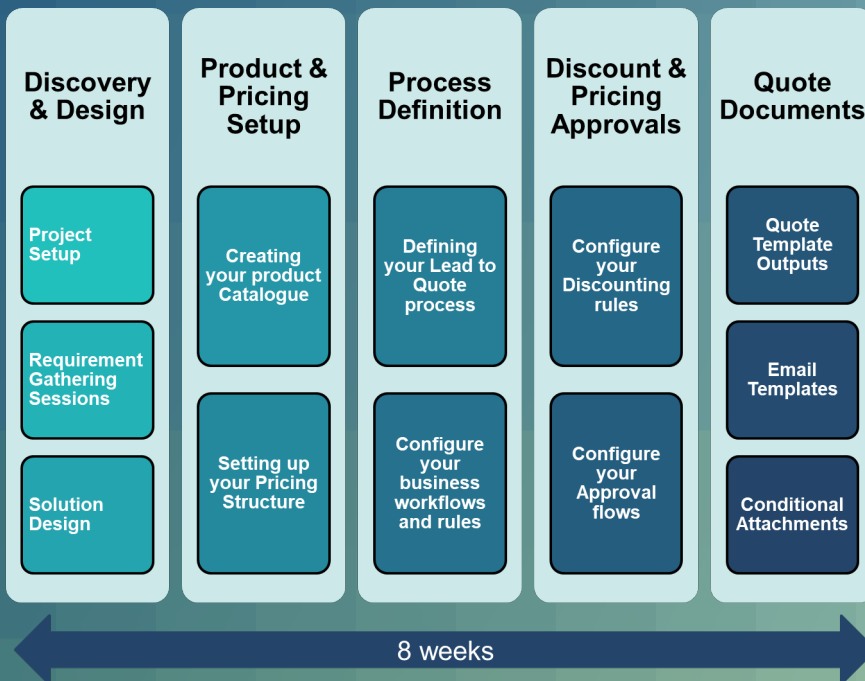 Discovery
& Design
Project
Setup
Requirement
Gathering
Sessions
Solution
Design
Product &
Pricing
Setup
Creating
your product
Catalogue
Setting up
your Pricing
Structure
Process
Definition
Defining
your Lead to
Quote
process
Configure
your
business
workflows
and rules
Discount &
Pricing
Approvals
Configure
your
Discounting
rules
Configure
your
Approval
flows
Quote
Documents
Quote
Template
Outputs
Email
Templates
Conditional
Attachments
8 weeks